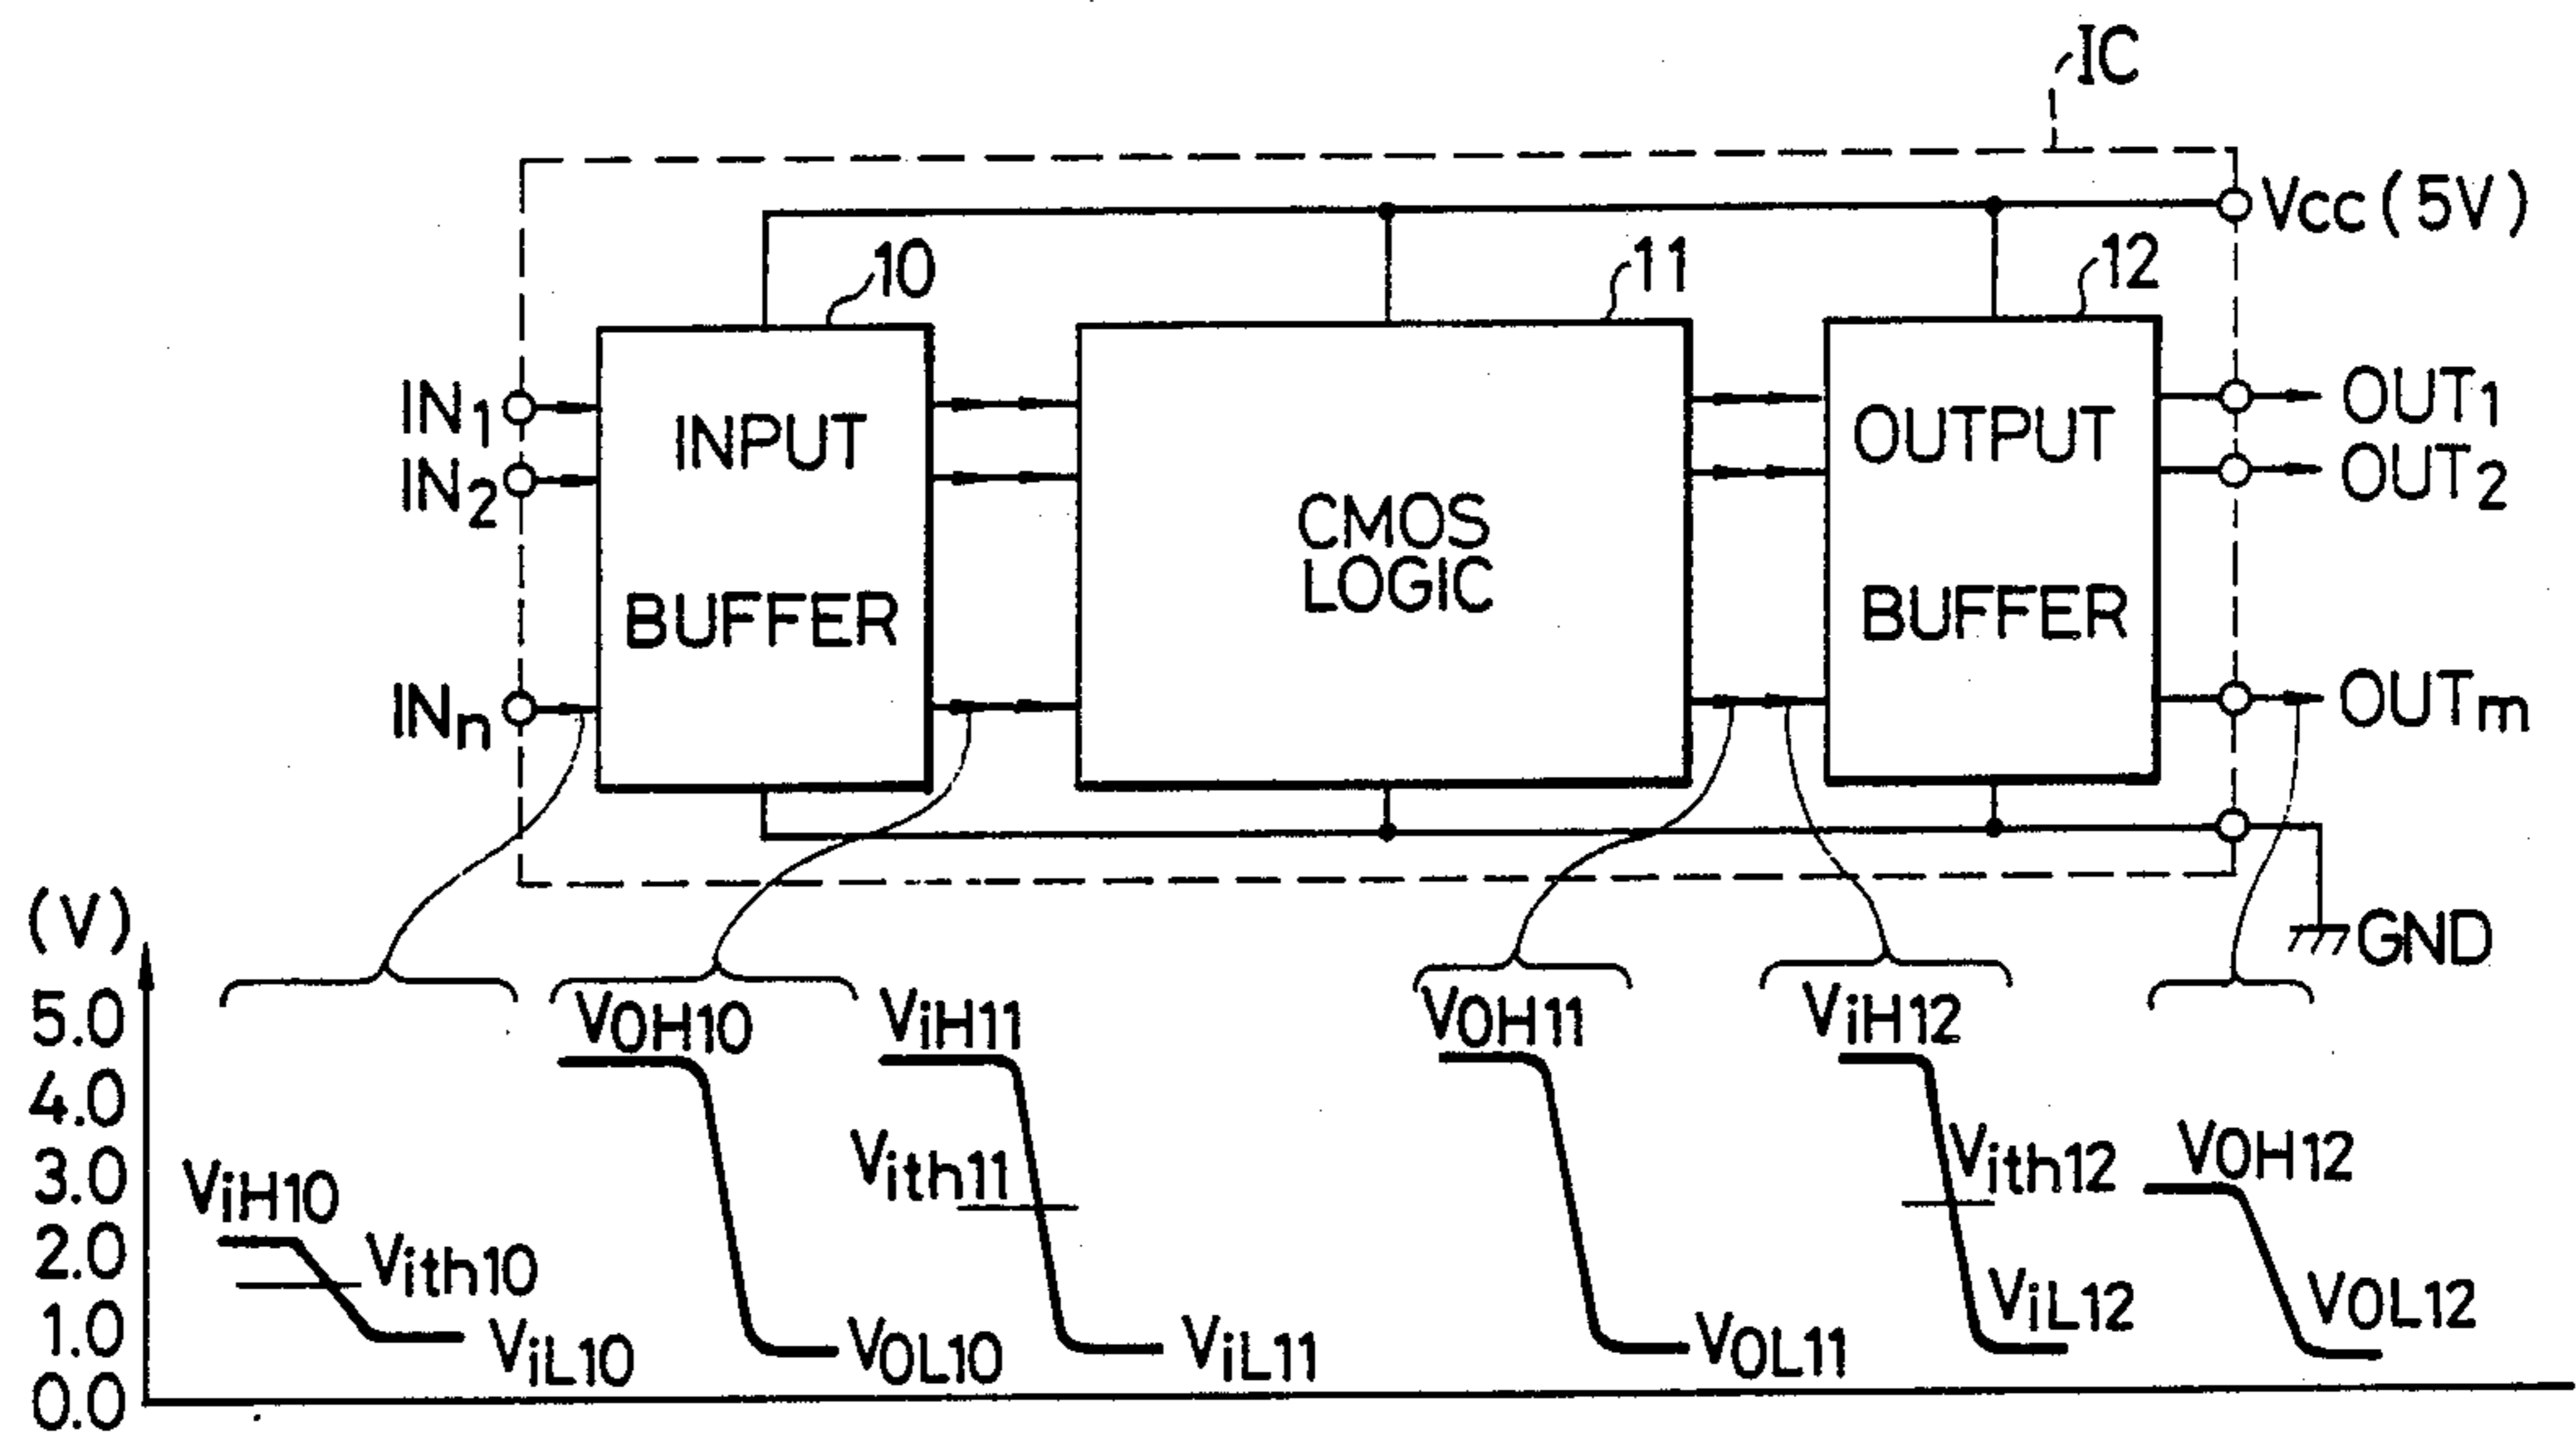 IC
Vcc (5V)
10
11
12
IN1
IN2
INn
INPUT
BUFFER
CMOS
LOGIC
OUTPUT
BUFFER
OUT1
OUT2
OUTm
GND
(V)
5.0
4.0
3.0
2.0
1.0
0.0
ViH10
Vith10
ViL10
VOH10
VOL10
ViH11
Vith11
ViL11
VOH11
VOL11
ViH12
Vith12
ViL12
VOH12
VOL12